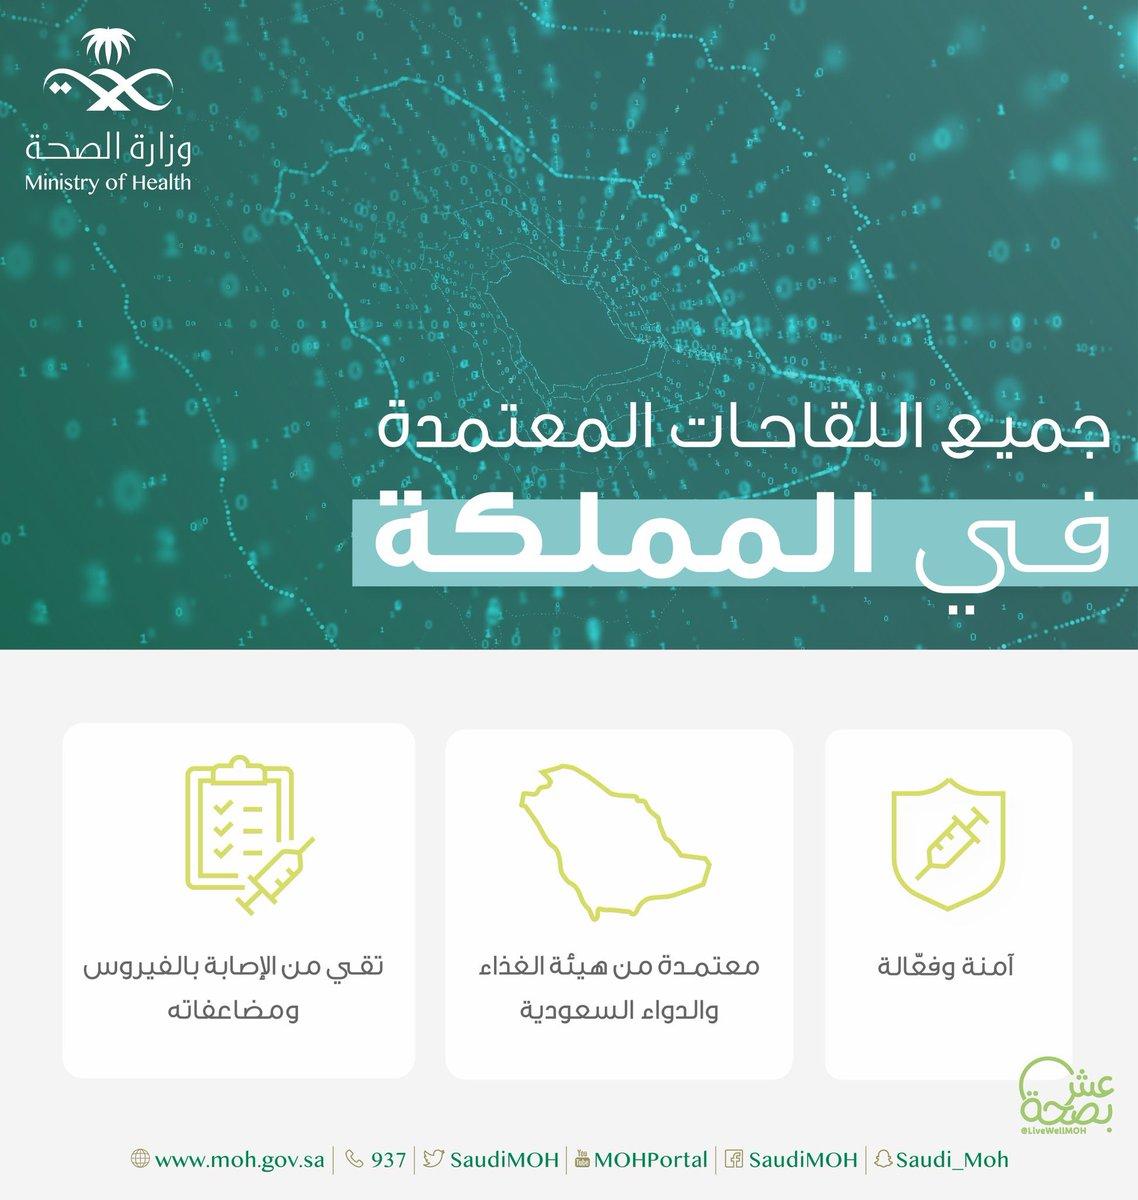 وزارة الصحة
Ministry of Health
جميع اللقاحات المعتمدة
في المملكة
آمنة وفعّالة
معتمدة من هيئة الغذاء
والدواء السعودية
تقي من الإصابة بالفيروس
ومضاعفاته
عش
بصحة
@LiveWellMOH
www.moh.gov.sa 937 SaudiMOH MOHPortal SaudiMOH Saudi_Moh